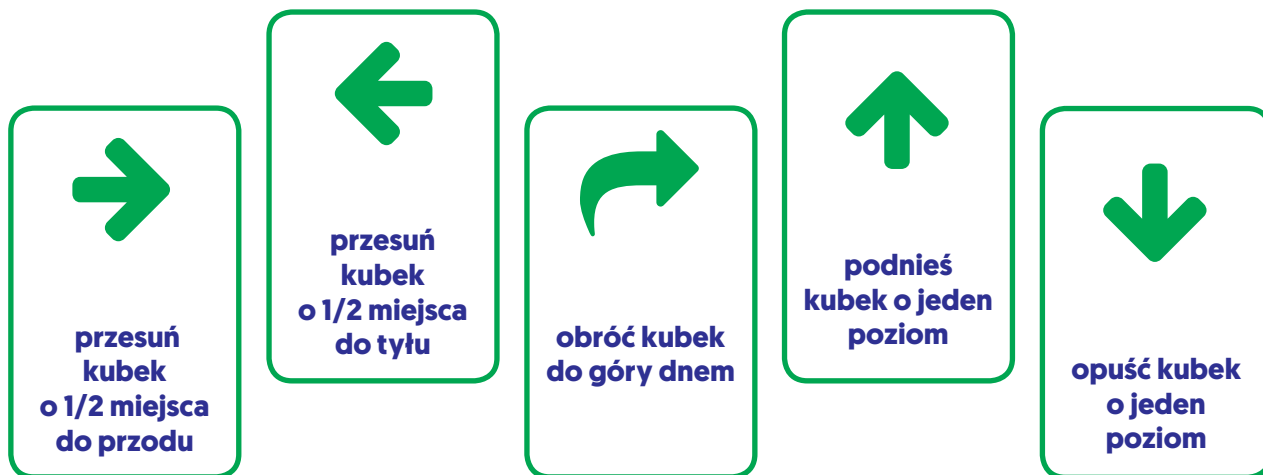 przesuń
kubek
o 1/2 miejsca
do przodu
przesuń
kubek
o 1/2 miejsca
do tyłu
obróć kubek
do góry dnem
podnieś
kubek o jeden
poziom
opuść kubek
o jeden
poziom